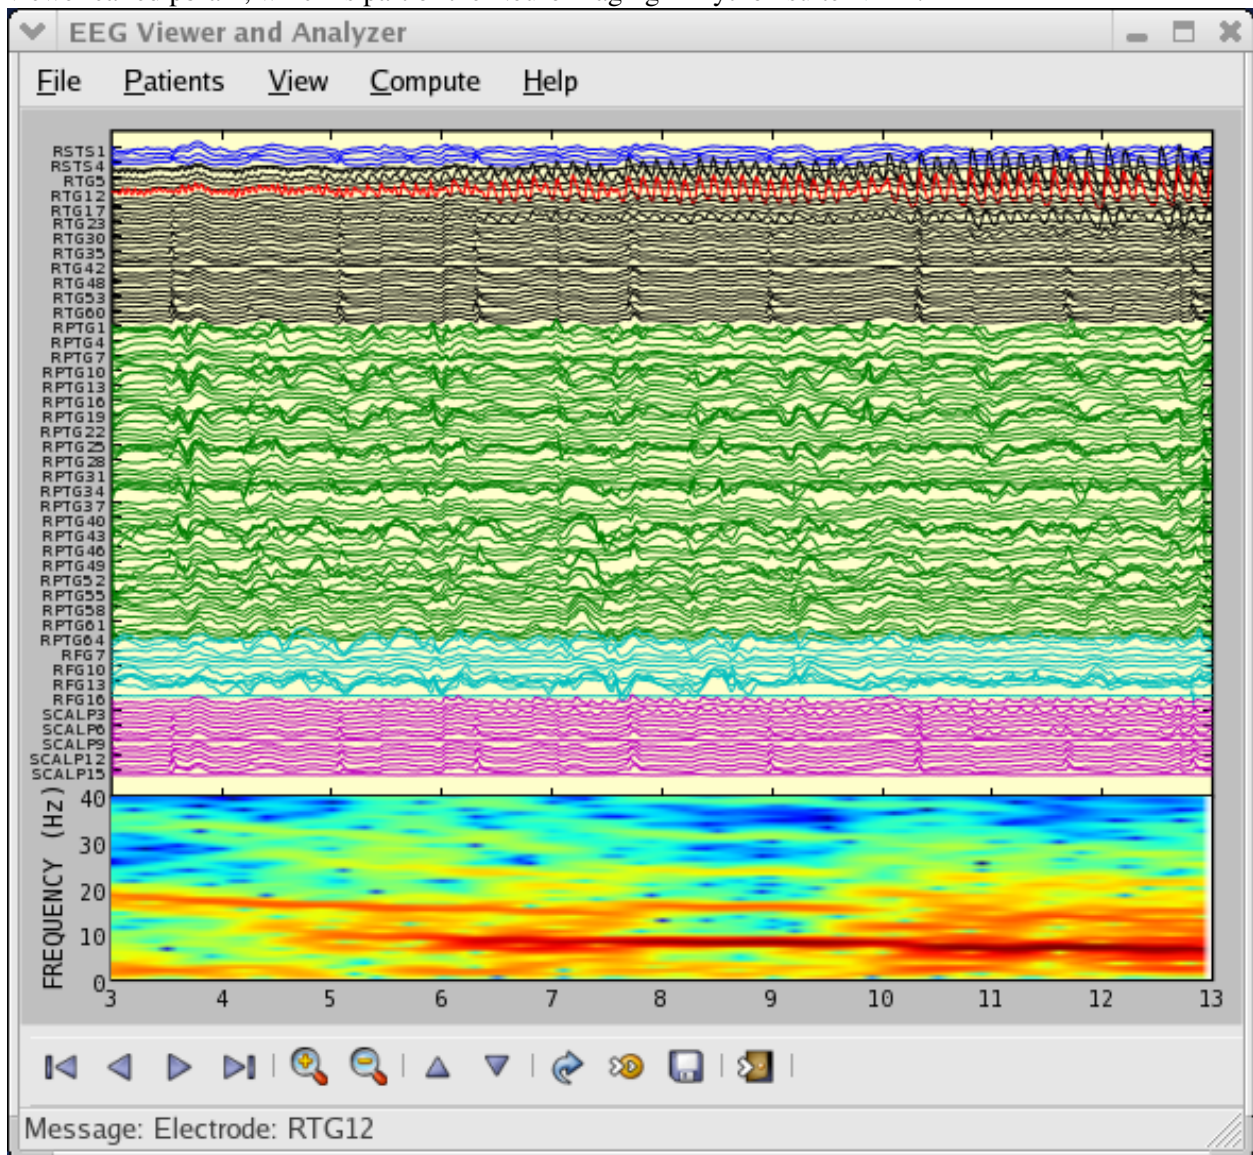 EEG Viewer and Analyzer
File Patients View Compute Help
RSTS1
RSTS4
RTG5
RTG12
RTG17
RTG23
RTG30
RTG35
RTG42
RTG48
RTG53
RTG60
RPTG1
RPTG4
RPTG7
RPTG10
RPTG13
RPTG16
RPTG19
RPTG22
RPTG25
RPTG28
RPTG31
RPTG34
RPTG37
RPTG40
RPTG43
RPTG46
RPTG49
RPTG52
RPTG55
RPTG58
RPTG61
RPTG64
RFG7
RFG10
RFG13
RFG16
SCALP3
SCALP6
SCALP9
SCALP12
SCALP15
FREQUENCY (Hz)
40
30
20
10
0
3 4 5 6 7 8 9 10 11 12 13
Message: Electrode: RTG12